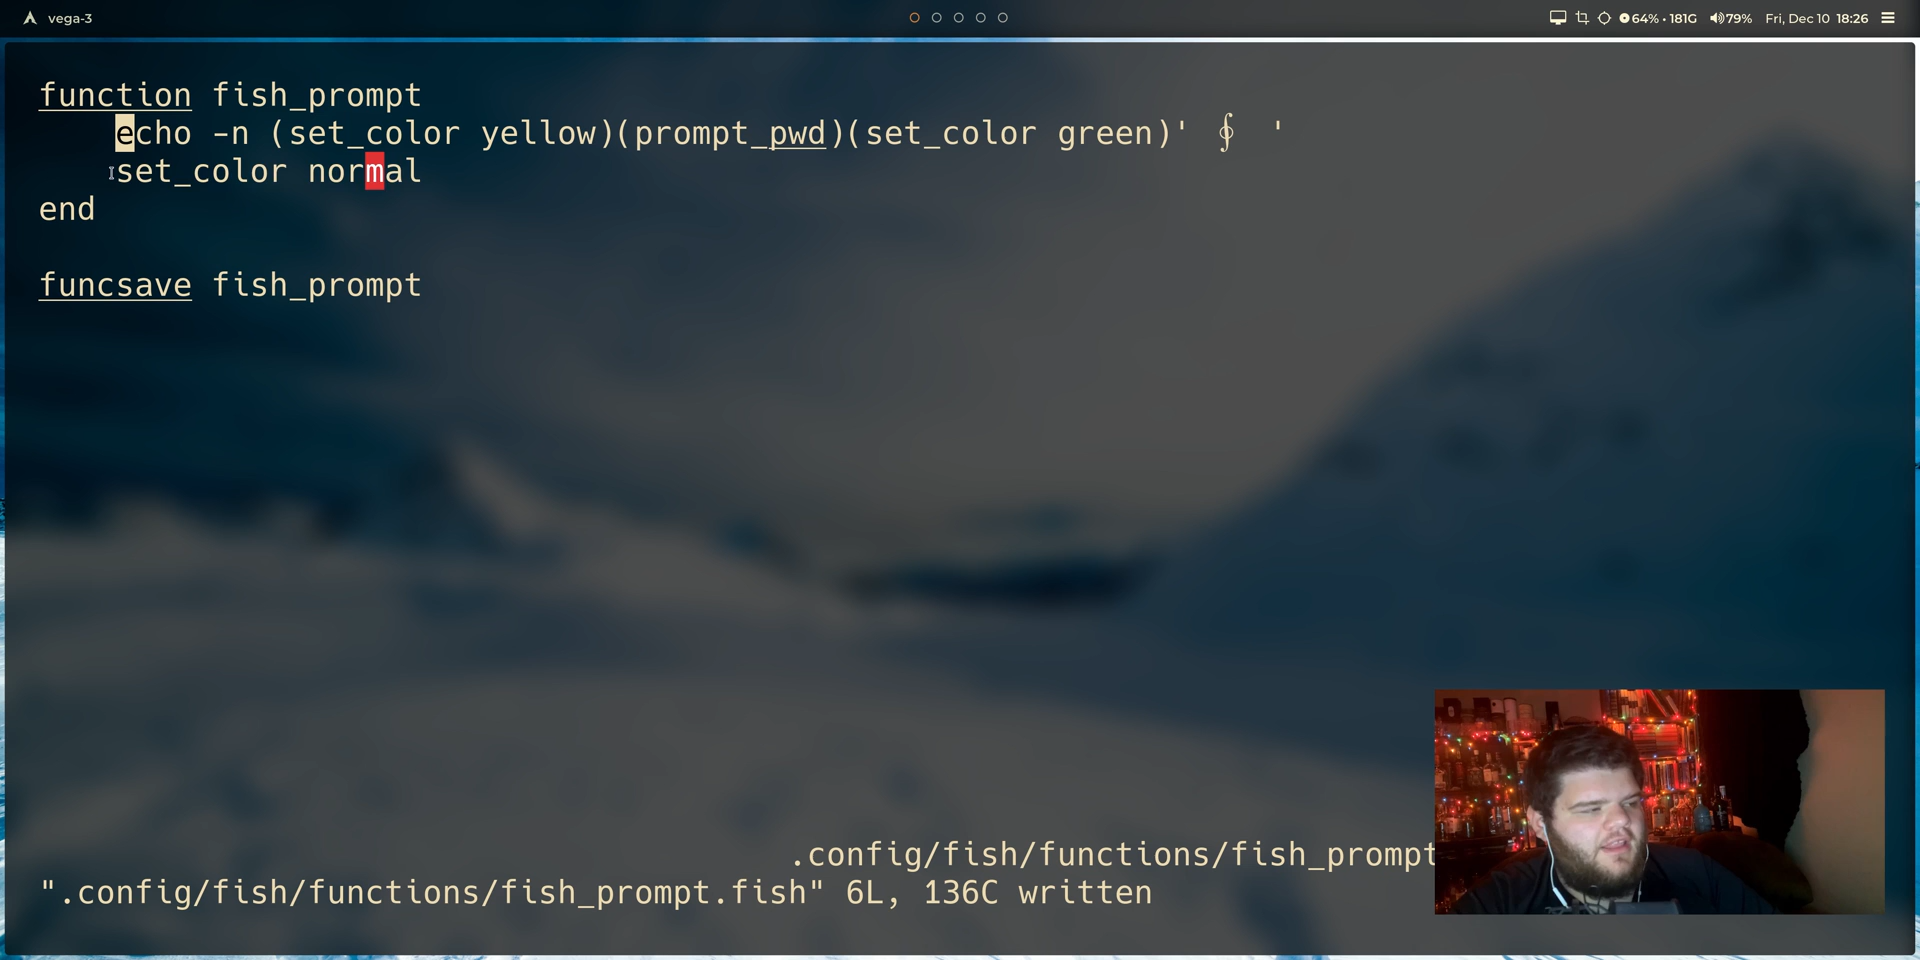 vega-3
64% • 181G 79% Fri, Dec 10 18:26
function fish_prompt
echo -n (set_color yellow)(prompt_pwd)(set_color green)' ∮  '
set_color normal
end
funcsave fish_prompt
.config/fish/functions/fish_prompt
".config/fish/functions/fish_prompt.fish" 6L, 136C written